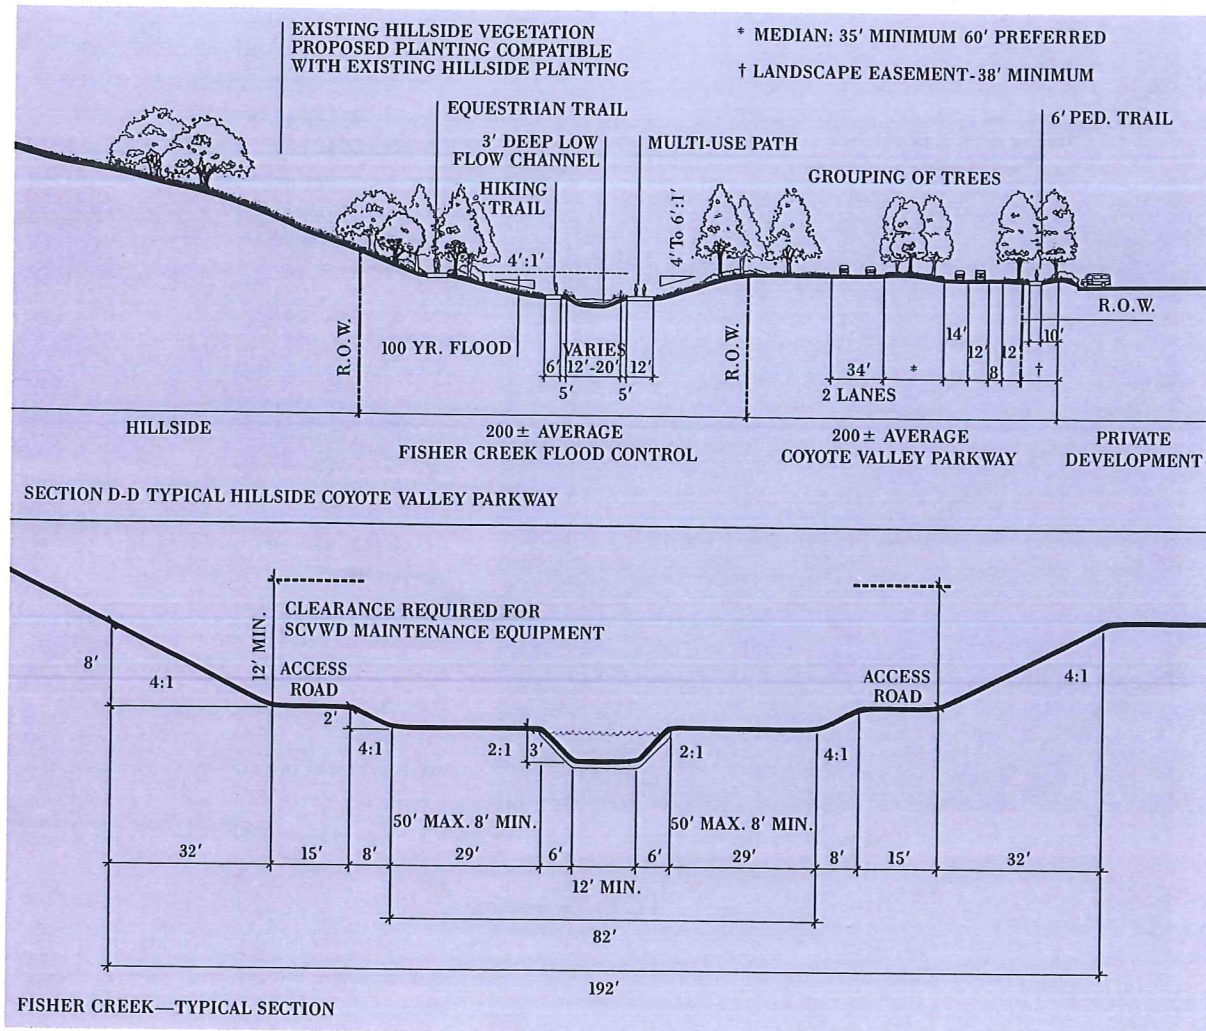 EXISTING HILLSIDE VEGETATION
PROPOSED PLANTING COMPATIBLE
WITH EXISTING HILLSIDE PLANTING
* MEDIAN: 35' MINIMUM 60' PREFERRED
† LANDSCAPE EASEMENT-38' MINIMUM
EQUESTRIAN TRAIL
3' DEEP LOW
FLOW CHANNEL
HIKING
TRAIL
MULTI-USE PATH
6' PED. TRAIL
GROUPING OF TREES
4':1'
4' To 6':1'
R.O.W.
100 YR. FLOOD
VARIES
6'
12'-20'
12'
5'
5'
R.O.W.
34'
*
14'
12'
8
12'
10'
†
R.O.W.
2 LANES
HILLSIDE
200± AVERAGE
FISHER CREEK FLOOD CONTROL
200± AVERAGE
COYOTE VALLEY PARKWAY
PRIVATE
DEVELOPMENT
SECTION D-D TYPICAL HILLSIDE COYOTE VALLEY PARKWAY
12' MIN.
CLEARANCE REQUIRED FOR
SCVWD MAINTENANCE EQUIPMENT
8'
4:1
ACCESS
ROAD
2'
4:1
2:1
3'
2:1
4:1
ACCESS
ROAD
4:1
50' MAX. 8' MIN.
50' MAX. 8' MIN.
32'
15'
8'
29'
6'
6'
29'
8'
15'
32'
12' MIN.
82'
192'
FISHER CREEK—TYPICAL SECTION